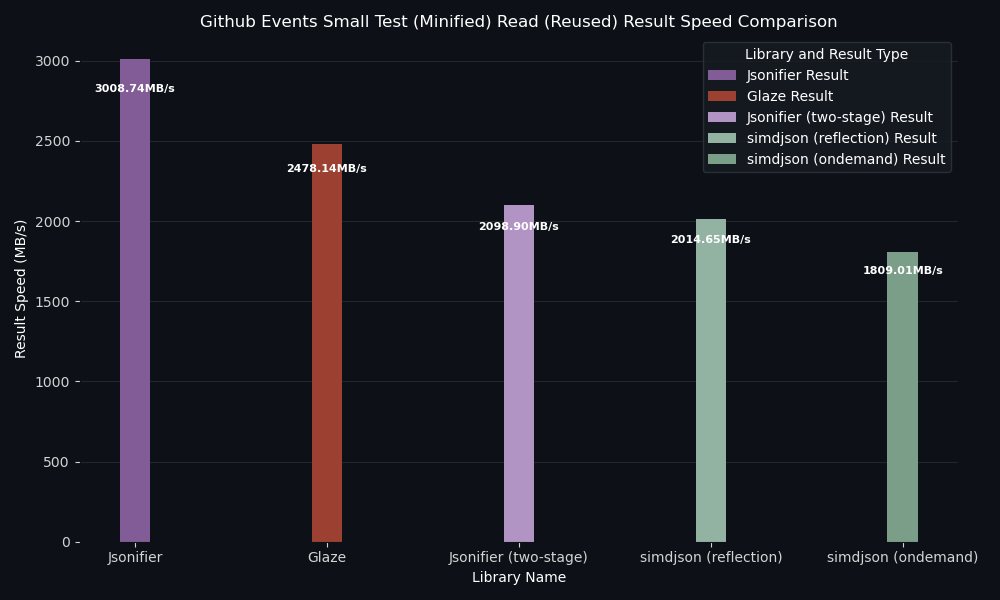 Github Events Small Test (Minified) Read (Reused) Result Speed Comparison
Library and Result Type
Jsonifier Result
Glaze Result
Jsonifier (two-stage) Result
simdjson (reflection) Result
simdjson (ondemand) Result
Result Speed (MB/s)
3000
2500
2000
1500
1000
500
0
3008.74MB/s
2478.14MB/s
2098.90MB/s
2014.65MB/s
1809.01MB/s
Jsonifier
Glaze
Jsonifier (two-stage)
simdjson (reflection)
simdjson (ondemand)
Library Name